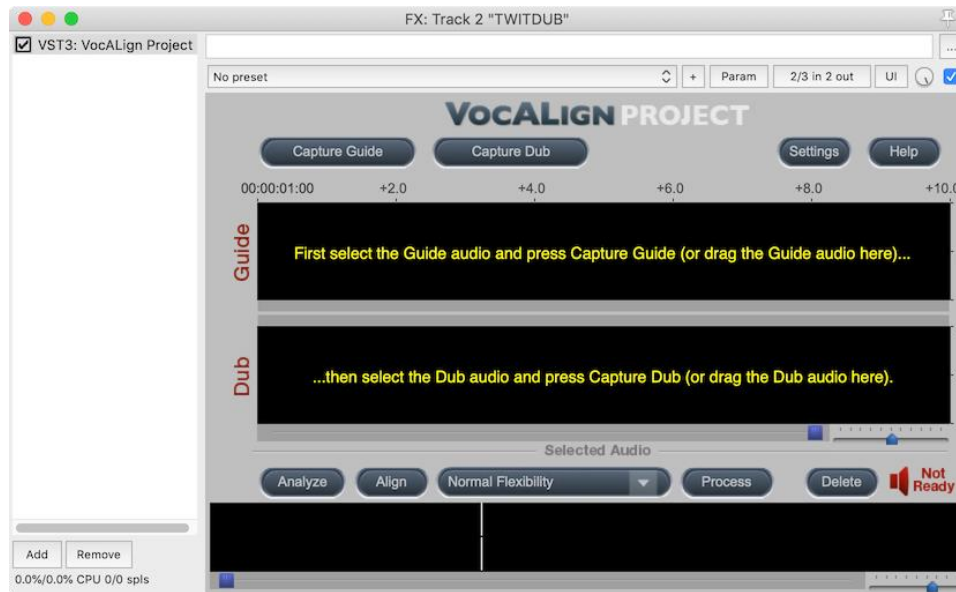 FX: Track 2 "TWITDUB"
VST3: VocALign Project
...
No preset
+ Param 2/3 in 2 out UI
VOCALIGN PROJECT
Capture Guide Capture Dub Settings Help
00:00:01:00 +2.0 +4.0 +6.0 +8.0 +10.0
Guide
First select the Guide audio and press Capture Guide (or drag the Guide audio here)...
Dub
...then select the Dub audio and press Capture Dub (or drag the Dub audio here).
Selected Audio
Analyze Align Normal Flexibility Process Delete Not
Ready
Add Remove
0.0%/0.0% CPU 0/0 spls